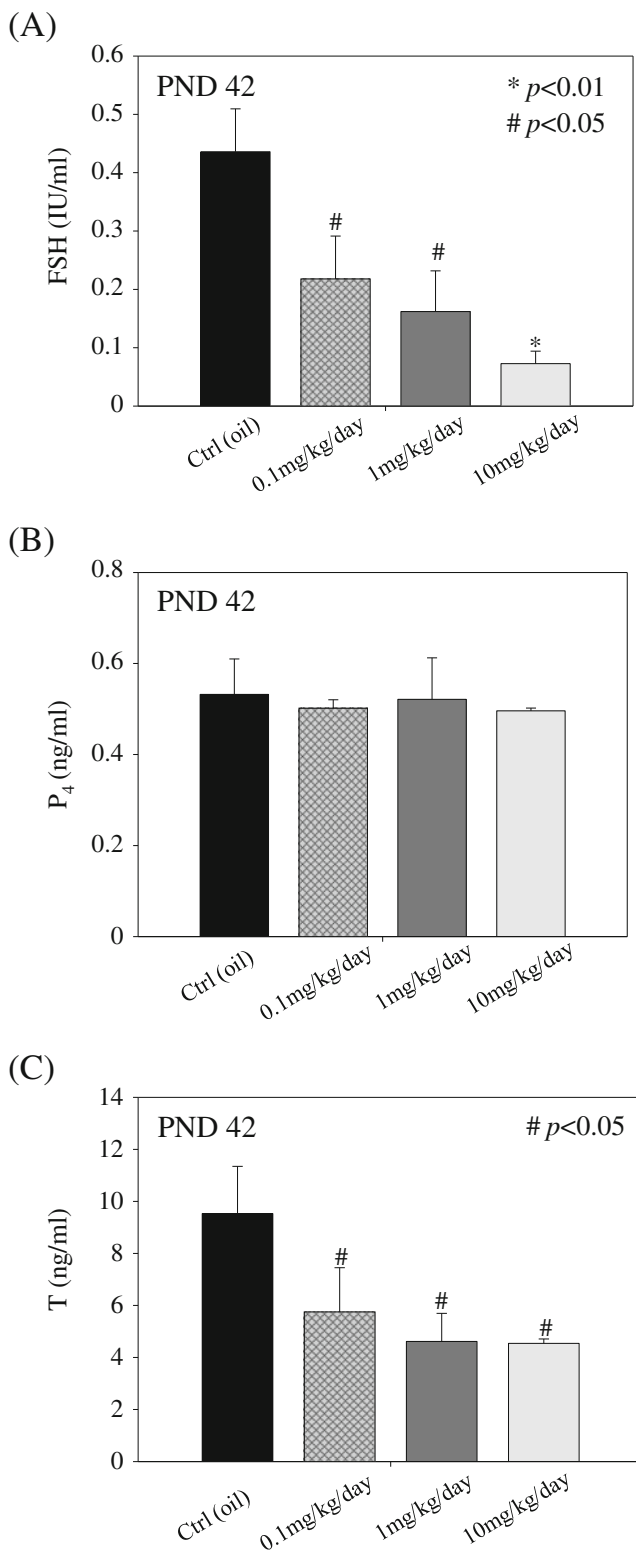 (A)
0.6
PND 42
* p<0.01
0.5
# p<0.05
0.4
FSH (IU/ml)
#
#
0.3
0.2
*
0.1
0
Ctrl (oil)
0.1mg/kg/day
1mg/kg/day
10mg/kg/day
(B)
0.8
PND 42
0.6
P₄ (ng/ml)
0.4
0.2
0
Ctrl (oil)
0.1mg/kg/day
1mg/kg/day
10mg/kg/day
(C)
14
PND 42
# p<0.05
12
10
T (ng/ml)
8
#
6
#
#
4
2
0
Ctrl (oil)
0.1mg/kg/day
1mg/kg/day
10mg/kg/day